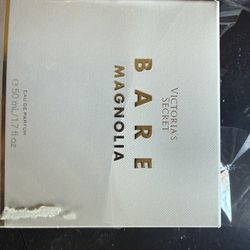 VICTORIA'S
SECRET
BARE
MAGNOLIA
EAU DE PARFUM
℮50 mL/1.7 fl oz